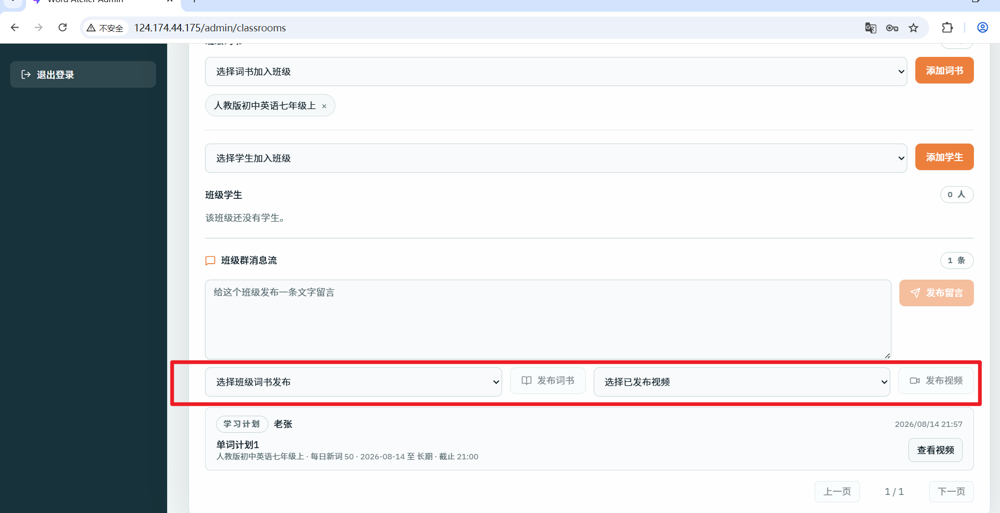 Word Atelier Admin
不安全
124.174.44.175/admin/classrooms
退出登录
班级词书
选择词书加入班级
添加词书
人教版初中英语七年级上 ×
选择学生加入班级
添加学生
班级学生
0 人
该班级还没有学生。
班级群消息流
1 条
给这个班级发布一条文字留言
发布留言
选择班级词书发布
发布词书
选择已发布视频
发布视频
学习计划 老张
2026/08/14 21:57
单词计划1
人教版初中英语七年级上 · 每日新词 50 · 2026-08-14 至 长期 · 截止 21:00
查看视频
上一页
1 / 1
下一页